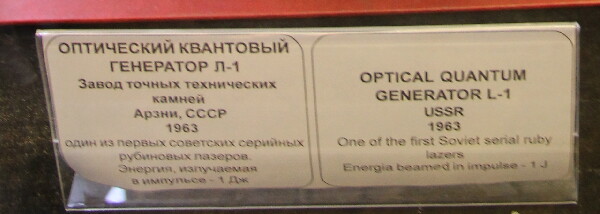 ОПТИЧЕСКИЙ КВАНТОВЫЙ
ГЕНЕРАТОР Л-1
Завод точных технических
камней
Арзни, СССР
1963
один из первых советских серийных
рубиновых лазеров.
Энергия, излучаемая
в импульсе - 1 Дж
OPTICAL QUANTUM
GENERATOR L-1
USSR
1963
One of the first Soviet serial ruby
lazers
Energia beamed in impulse - 1 J